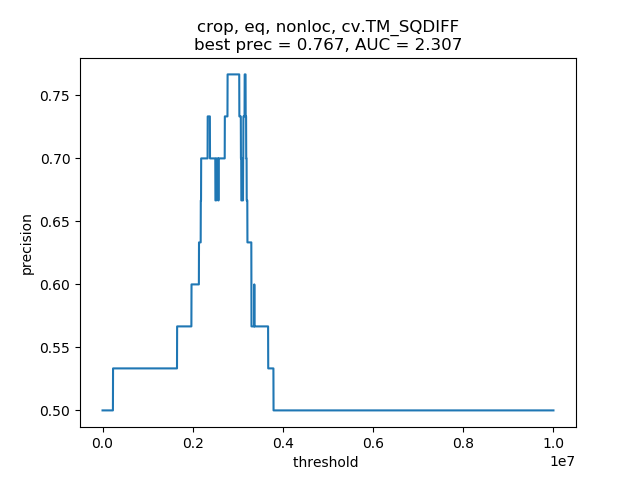 crop, eq, nonloc, cv.TM_SQDIFF
best prec = 0.767, AUC = 2.307
precision
0.75
0.70
0.65
0.60
0.55
0.50
0.0 0.2 0.4 0.6 0.8 1.0
1e7
threshold